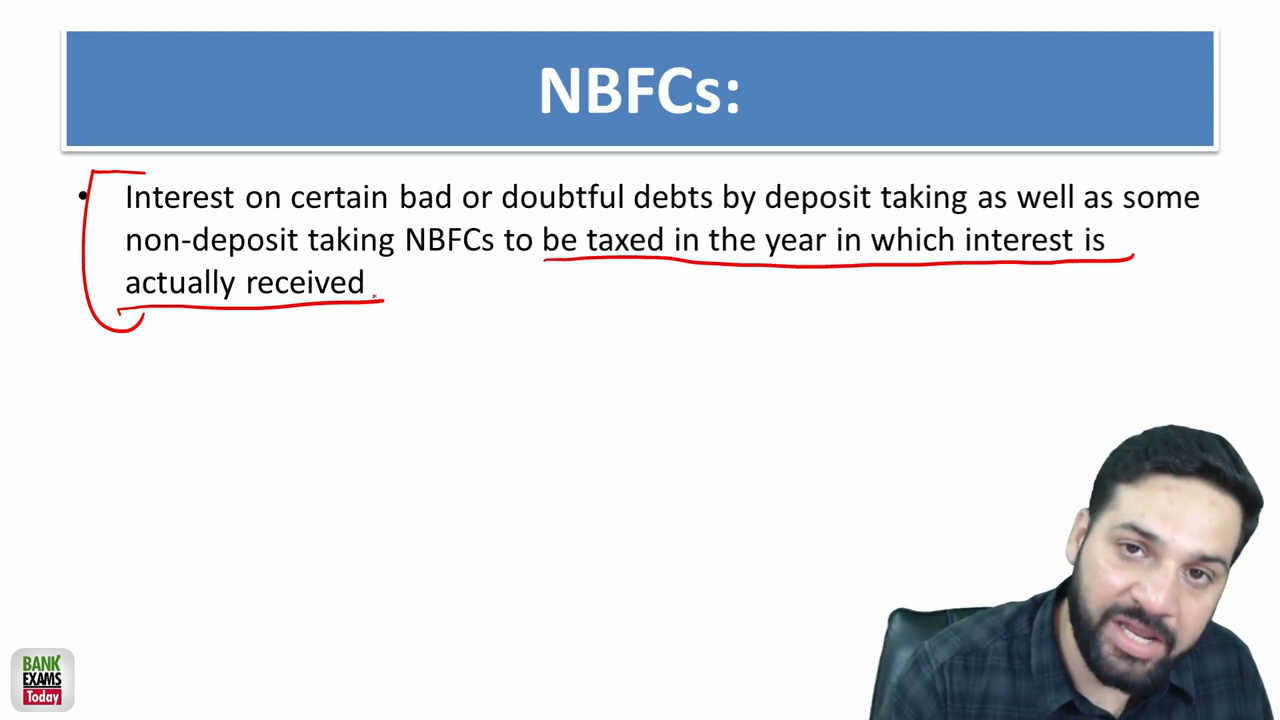 NBFCs:
• Interest on certain bad or doubtful debts by deposit taking as well as some
non-deposit taking NBFCs to be taxed in the year in which interest is
actually received
BANK
EXAMS
Today